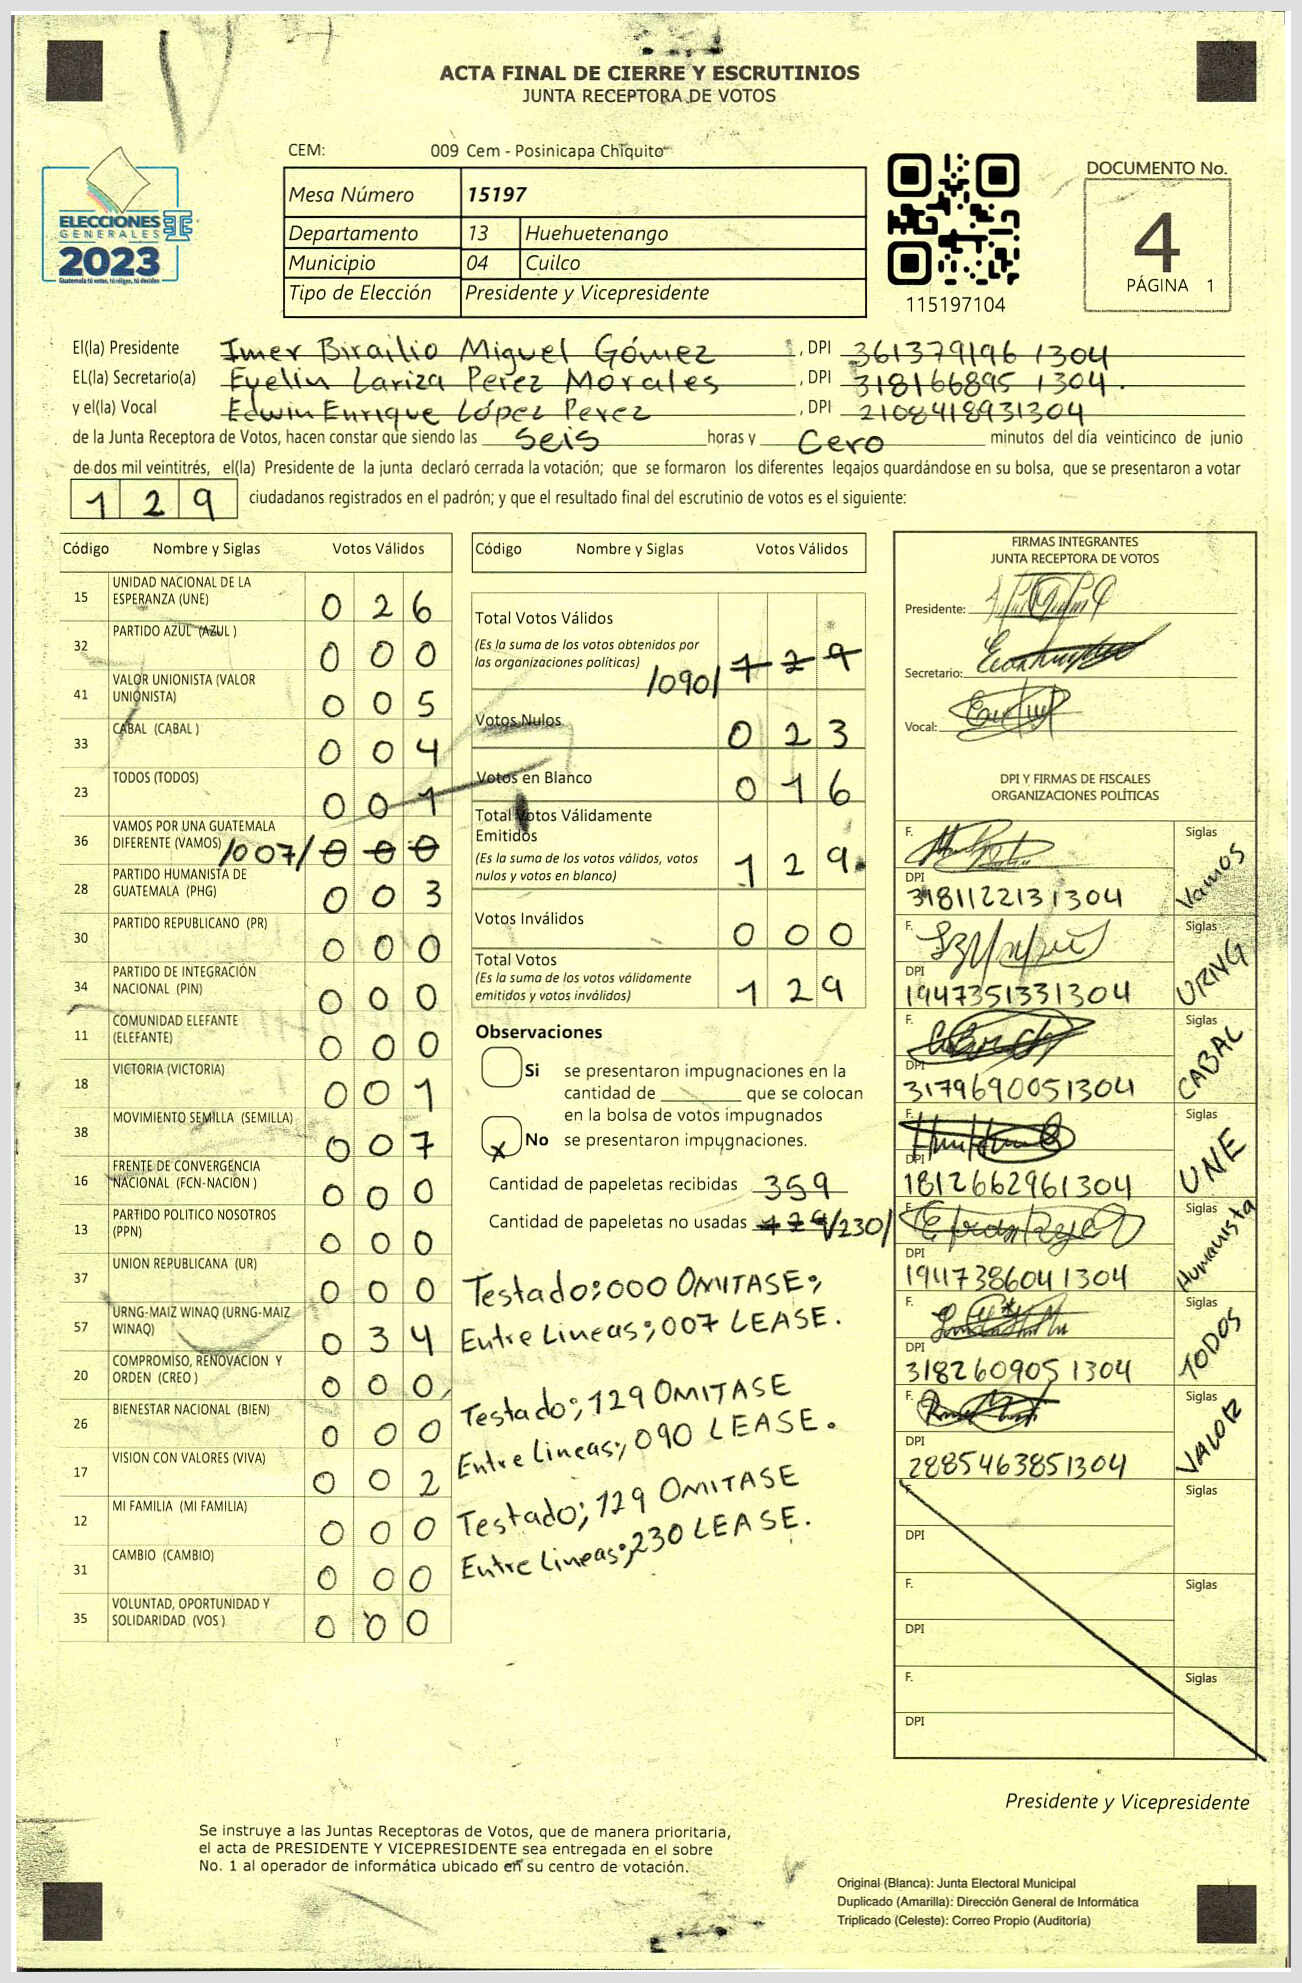 ACTA FINAL DE CIERRE Y ESCRUTINIOS
JUNTA RECEPTORA DE VOTOS
CEM: 009 Cem - Posinicapa Chiquito
Mesa Número 15197
Departamento 13 Huehuetenango
Municipio 04 Cuilco
Tipo de Elección Presidente y Vicepresidente
ELECCIONES
GENERALES
2023
Guatemala tú votas, tú eliges, tú decides
115197104
DOCUMENTO No.
4
PÁGINA 1
El(la) Presidente Imer Birailio Miguel Gómez , DPI 361379196 1304
EL(la) Secretario(a) Evelin Lariza Perez Morales , DPI 318166895 1304.
y el(la) Vocal Edwin Enrique López Perez , DPI 2108418931304
de la Junta Receptora de Votos, hacen constar que siendo las Seis horas y Cero minutos del día veinticinco de junio
de dos mil veintitrés, el(la) Presidente de la junta declaró cerrada la votación; que se formaron los diferentes legajos quardándose en su bolsa, que se presentaron a votar
129 ciudadanos registrados en el padrón; y que el resultado final del escrutinio de votos es el siguiente:
Código Nombre y Siglas Votos Válidos
15 UNIDAD NACIONAL DE LA ESPERANZA (UNE) 0 2 6
32 PARTIDO AZUL (AZUL ) 0 0 0
41 VALOR UNIONISTA (VALOR UNIONISTA) 0 0 5
33 CABAL (CABAL ) 0 0 4
23 TODOS (TODOS) 0 0 1
36 VAMOS POR UNA GUATEMALA DIFERENTE (VAMOS) /007/ 0 0 0
28 PARTIDO HUMANISTA DE GUATEMALA (PHG) 0 0 3
30 PARTIDO REPUBLICANO (PR) 0 0 0
34 PARTIDO DE INTEGRACIÓN NACIONAL (PIN) 0 0 0
11 COMUNIDAD ELEFANTE (ELEFANTE) 0 0 0
18 VICTORIA (VICTORIA) 0 0 1
38 MOVIMIENTO SEMILLA (SEMILLA) 0 0 7
16 FRENTE DE CONVERGENCIA NACIONAL (FCN-NACION ) 0 0 0
13 PARTIDO POLITICO NOSOTROS (PPN) 0 0 0
37 UNION REPUBLICANA (UR) 0 0 0
57 URNG-MAIZ WINAQ (URNG-MAIZ WINAQ) 0 3 4
20 COMPROMISO, RENOVACION Y ORDEN (CREO ) 0 0 0
26 BIENESTAR NACIONAL (BIEN) 0 0 0
17 VISION CON VALORES (VIVA) 0 0 2
12 MI FAMILIA (MI FAMILIA) 0 0 0
31 CAMBIO (CAMBIO) 0 0 0
35 VOLUNTAD, OPORTUNIDAD Y SOLIDARIDAD (VOS ) 0 0 0
Código Nombre y Siglas Votos Válidos
Total Votos Válidos
(Es la suma de los votos obtenidos por
las organizaciones políticas) /090/ 1 2 9
Votos Nulos 0 2 3
Votos en Blanco 0 1 6
Total Votos Válidamente
Emitidos
(Es la suma de los votos válidos, votos
nulos y votos en blanco) 1 2 9.
Votos Inválidos 0 0 0
Total Votos
(Es la suma de los votos válidamente
emitidos y votos inválidos) 1 2 9
Observaciones
Si se presentaron impugnaciones en la
cantidad de ________ que se colocan
en la bolsa de votos impugnados
x No se presentaron impugnaciones.
Cantidad de papeletas recibidas 359
Cantidad de papeletas no usadas 129 /230/
Testado; 000 OMITASE;
Entre Lineas; 007 LEASE.
Testado; 129 OMITASE
Entre lineas; 090 LEASE.
Testado; 129 OMITASE
Entre Lineas; 230 LEASE.
FIRMAS INTEGRANTES
JUNTA RECEPTORA DE VOTOS
Presidente:
Secretario:
Vocal:
DPI Y FIRMAS DE FISCALES
ORGANIZACIONES POLÍTICAS
F. Siglas Vamos
DPI 3181122131304
F. Siglas URNG
DPI 1947351331304
F. Siglas CABAL
DPI 3179690051304
F. Siglas UNE
DPI 1812662961304
F. Siglas Humanista
DPI 1947386041304
F. Siglas TODOS
DPI 318260905 1304
F. Siglas VALOR
DPI 2885463851304
F. Siglas
DPI
F. Siglas
DPI
F. Siglas
DPI
Presidente y Vicepresidente
Se instruye a las Juntas Receptoras de Votos, que de manera prioritaria,
el acta de PRESIDENTE Y VICEPRESIDENTE sea entregada en el sobre
No. 1 al operador de informática ubicado en su centro de votación.
Original (Blanca): Junta Electoral Municipal
Duplicado (Amarilla): Dirección General de Informática
Triplicado (Celeste): Correo Propio (Auditoría)